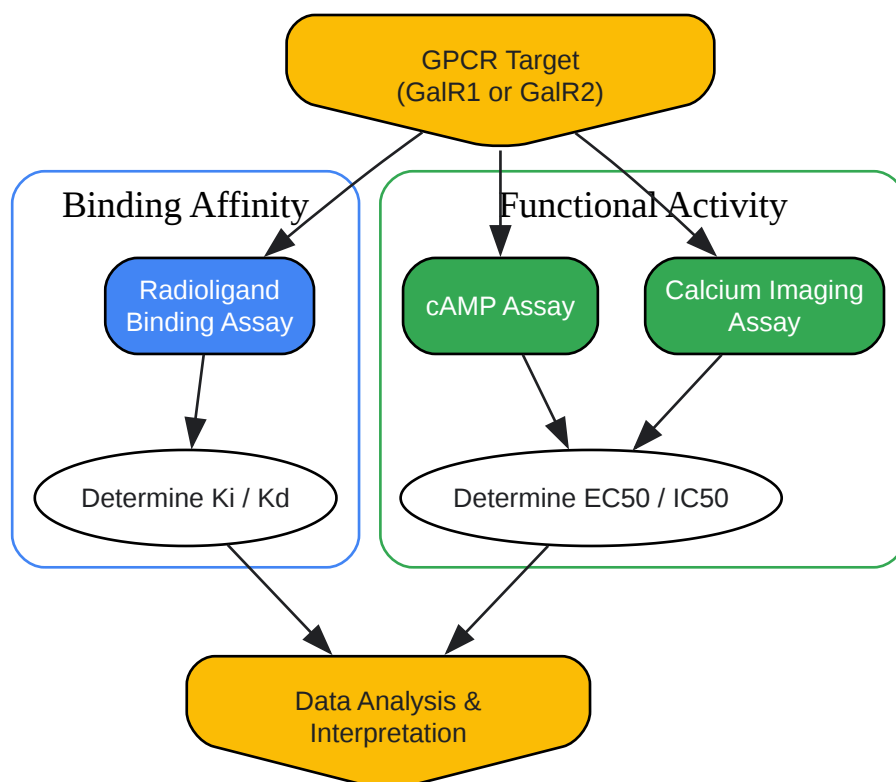 GPCR Target
(GalR1 or GalR2)
Binding Affinity
Functional Activity
Radioligand
Binding Assay
cAMP Assay
Calcium Imaging
Assay
Determine Ki / Kd
Determine EC50 / IC50
Data Analysis &
Interpretation